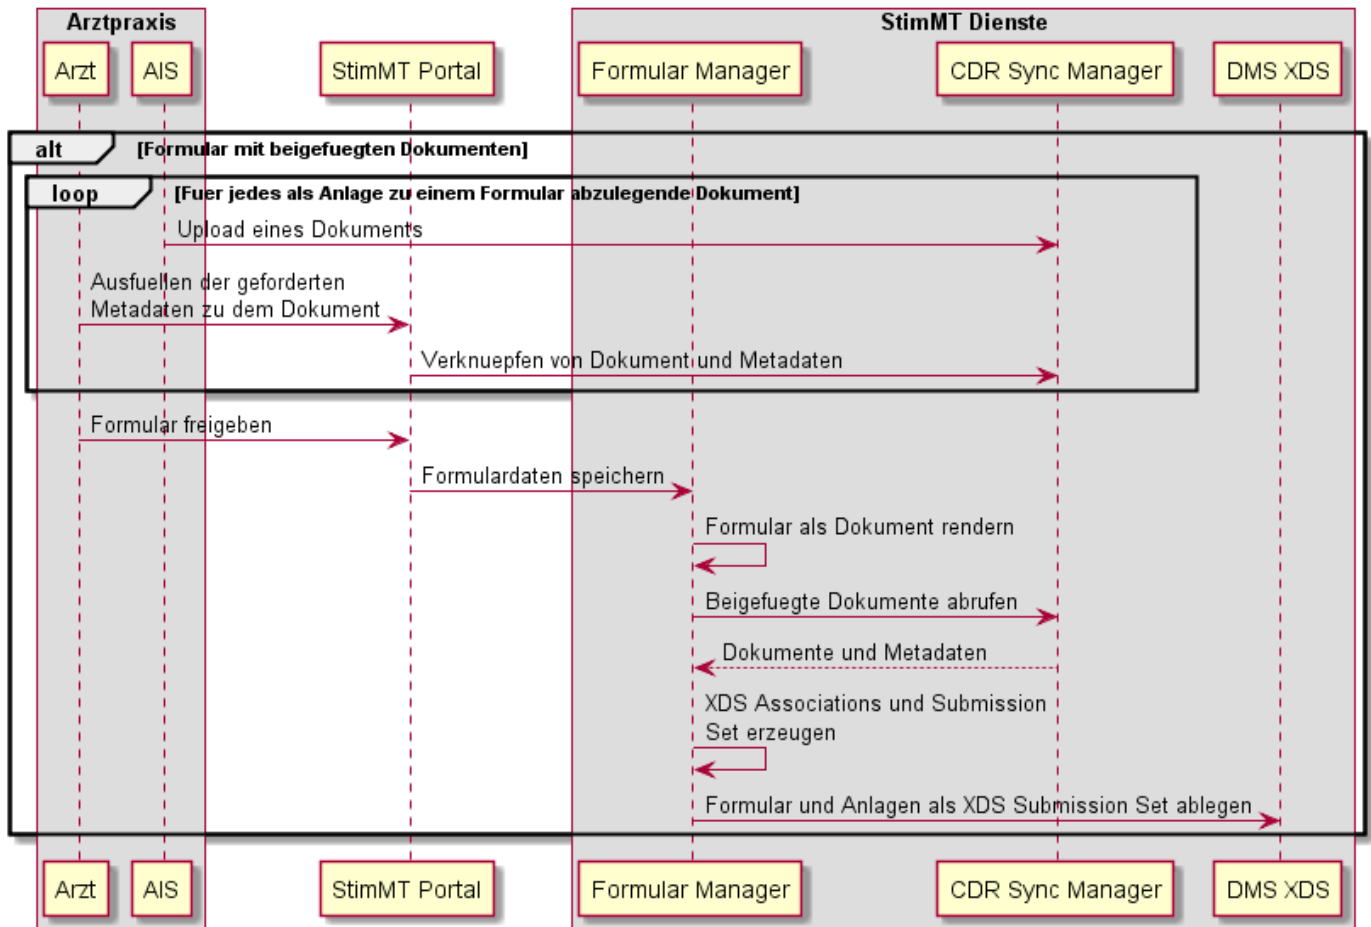 Arztpraxis
StimMT Dienste
Arzt
AIS
StimMT Portal
Formular Manager
CDR Sync Manager
DMS XDS
alt
[Formular mit beigefuegten Dokumenten]
loop
[Fuer jedes als Anlage zu einem Formular abzulegende Dokument]
Upload eines Dokuments
Ausfuellen der geforderten
Metadaten zu dem Dokument
Verknuepfen von Dokument und Metadaten
Formular freigeben
Formulardaten speichern
Formular als Dokument rendern
Beigefuegte Dokumente abrufen
Dokumente und Metadaten
XDS Associations und Submission
Set erzeugen
Formular und Anlagen als XDS Submission Set ablegen
Arzt
AIS
StimMT Portal
Formular Manager
CDR Sync Manager
DMS XDS